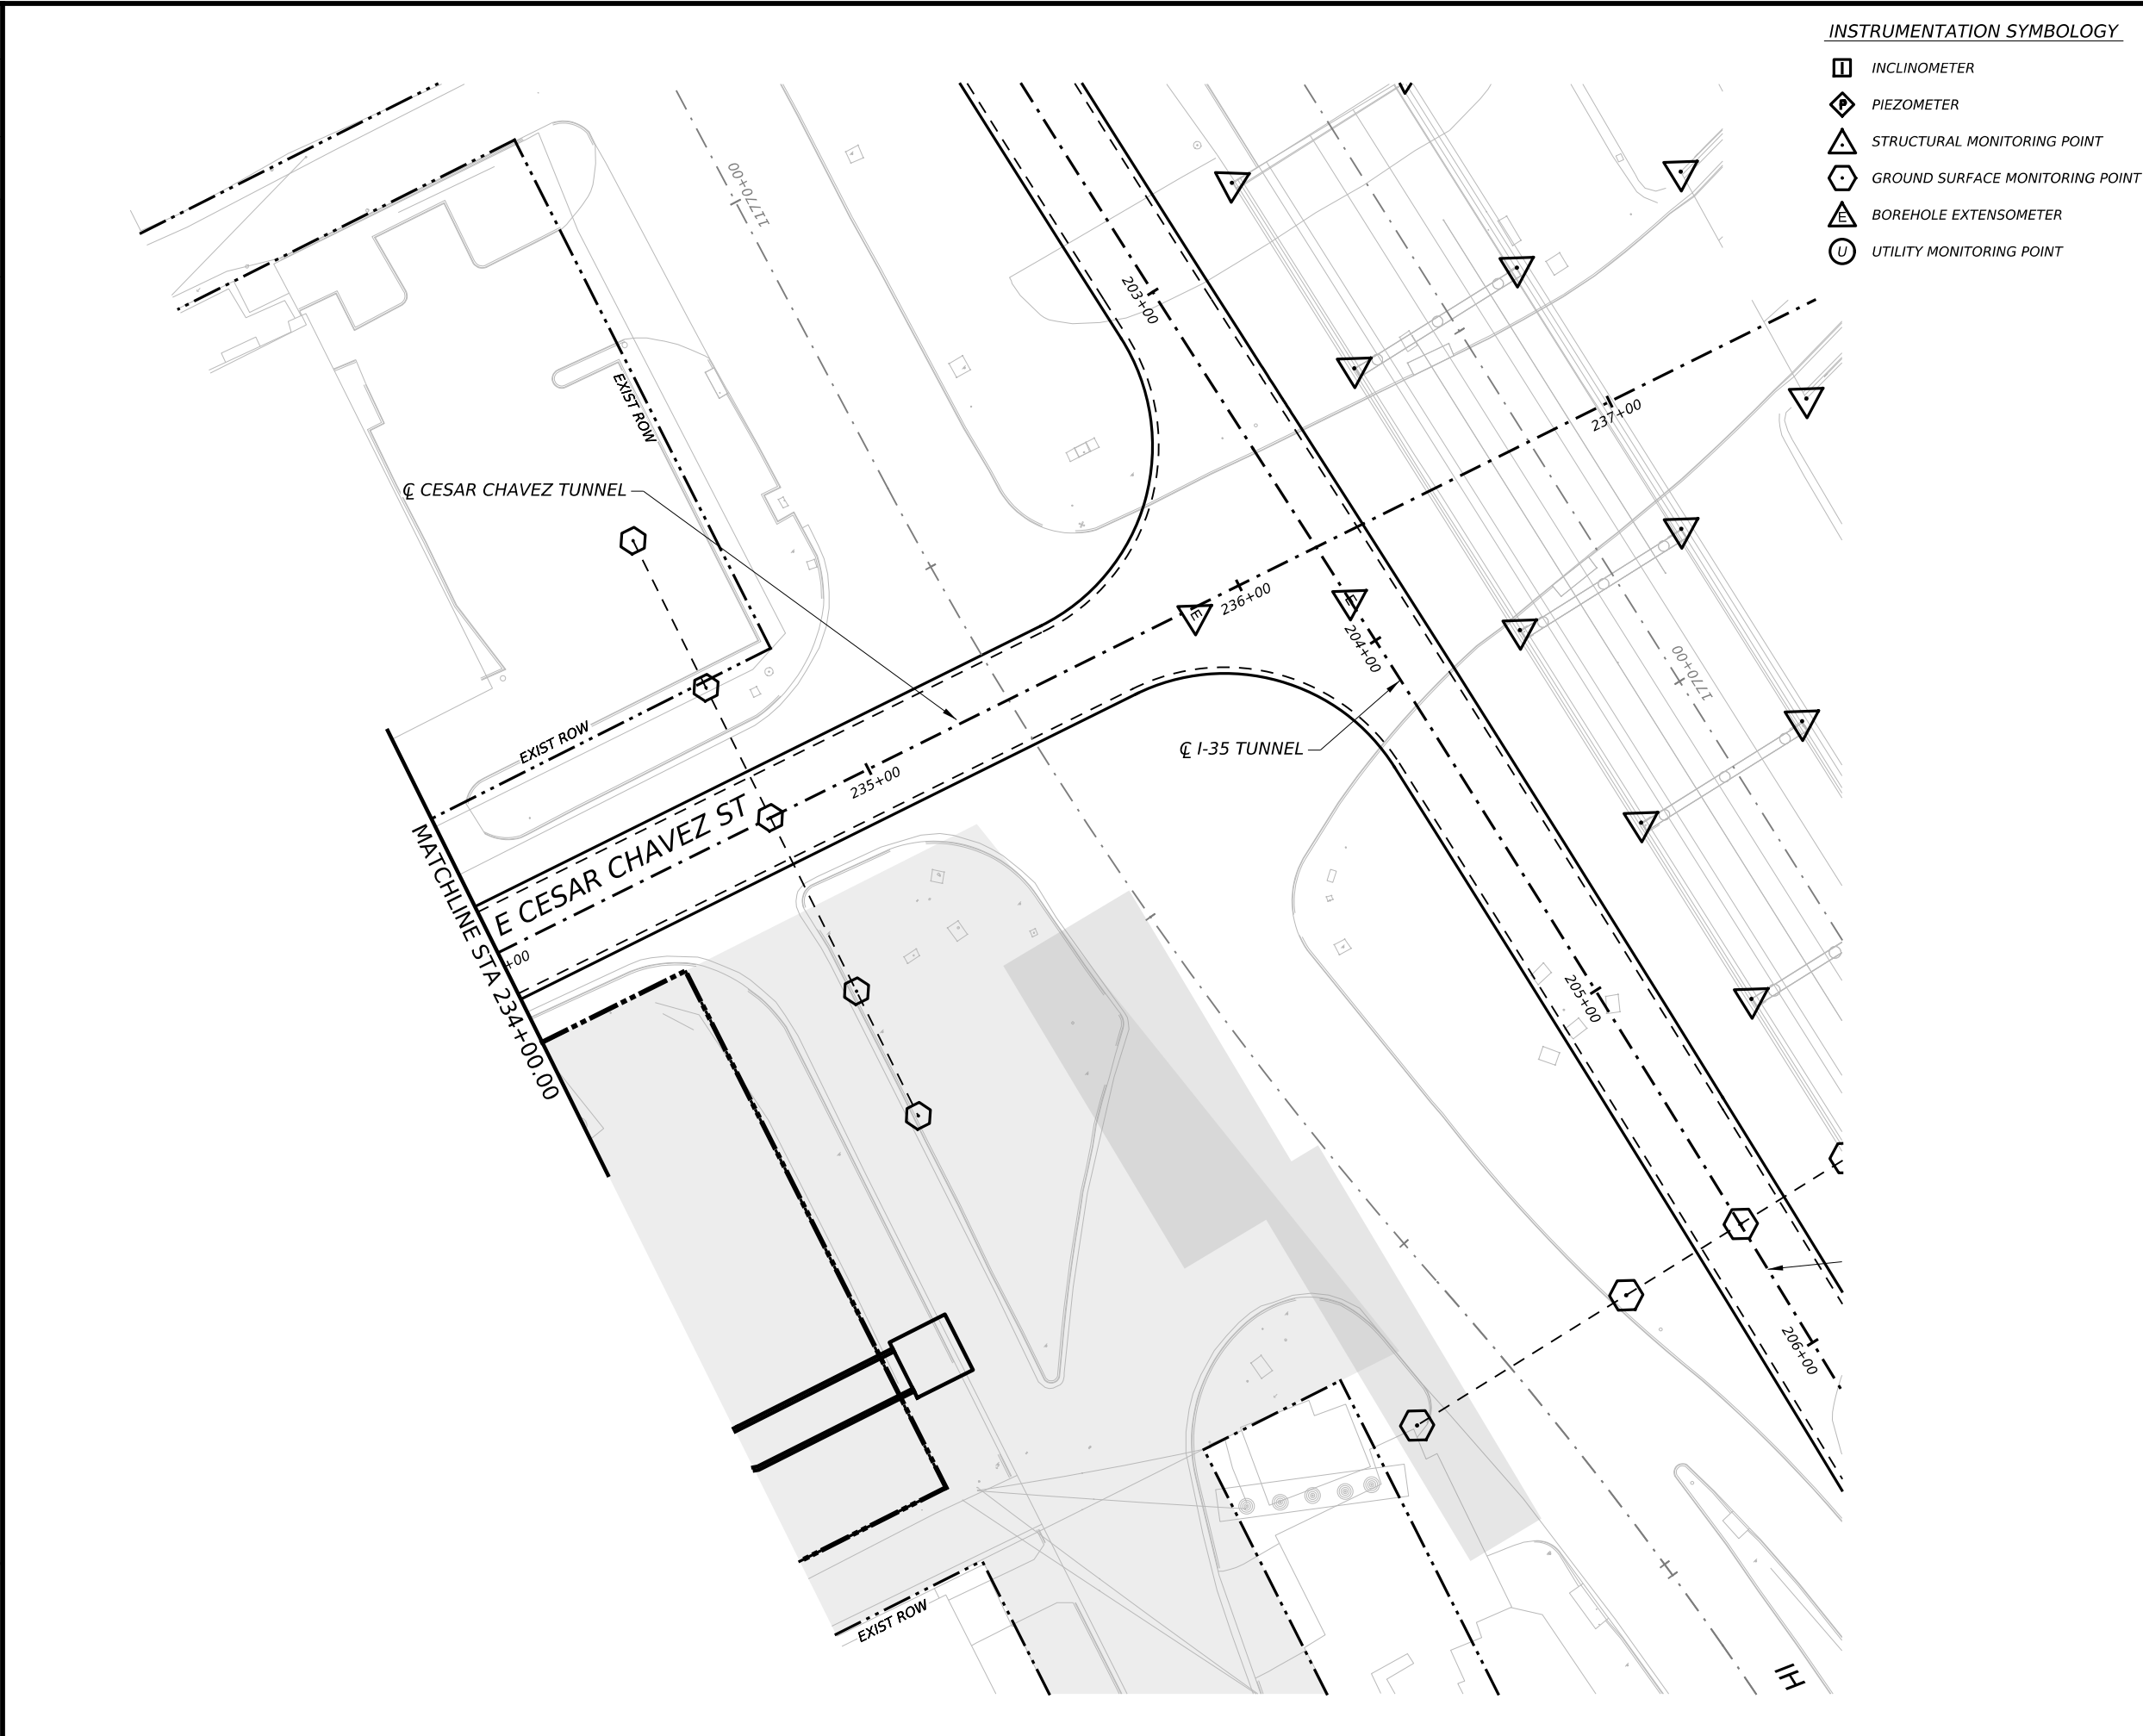 INSTRUMENTATION SYMBOLOGY
I INCLINOMETER
P PIEZOMETER
STRUCTURAL MONITORING POINT
GROUND SURFACE MONITORING POINT
E BOREHOLE EXTENSOMETER
U UTILITY MONITORING POINT
11770+00
203+00
237+00
EXIST ROW
℄ CESAR CHAVEZ TUNNEL
E
236+00
E
204+00
1770+00
EXIST ROW
℄ I-35 TUNNEL
235+00
E CESAR CHAVEZ ST
MATCHLINE STA 234+00.00
+00
205+00
206+00
EXIST ROW
IH